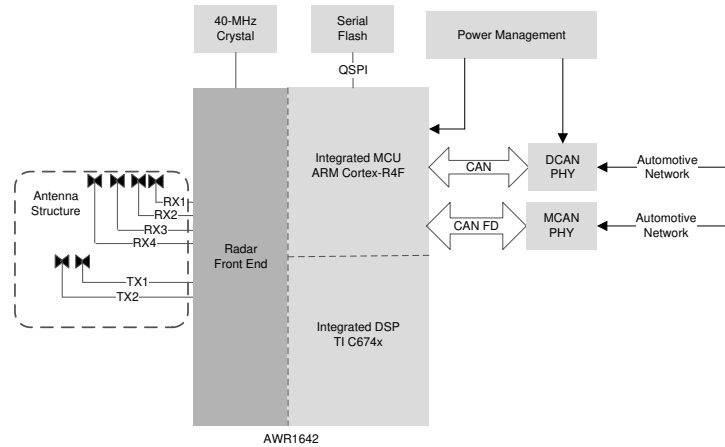 40-MHz
Crystal
Serial
Flash
Power Management
QSPI
Integrated MCU
ARM Cortex-R4F
CAN
DCAN
PHY
Automotive
Network
Antenna
Structure
RX1
RX2
RX3
RX4
CAN FD
MCAN
PHY
Automotive
Network
Radar
Front End
TX1
TX2
Integrated DSP
TI C674x
AWR1642